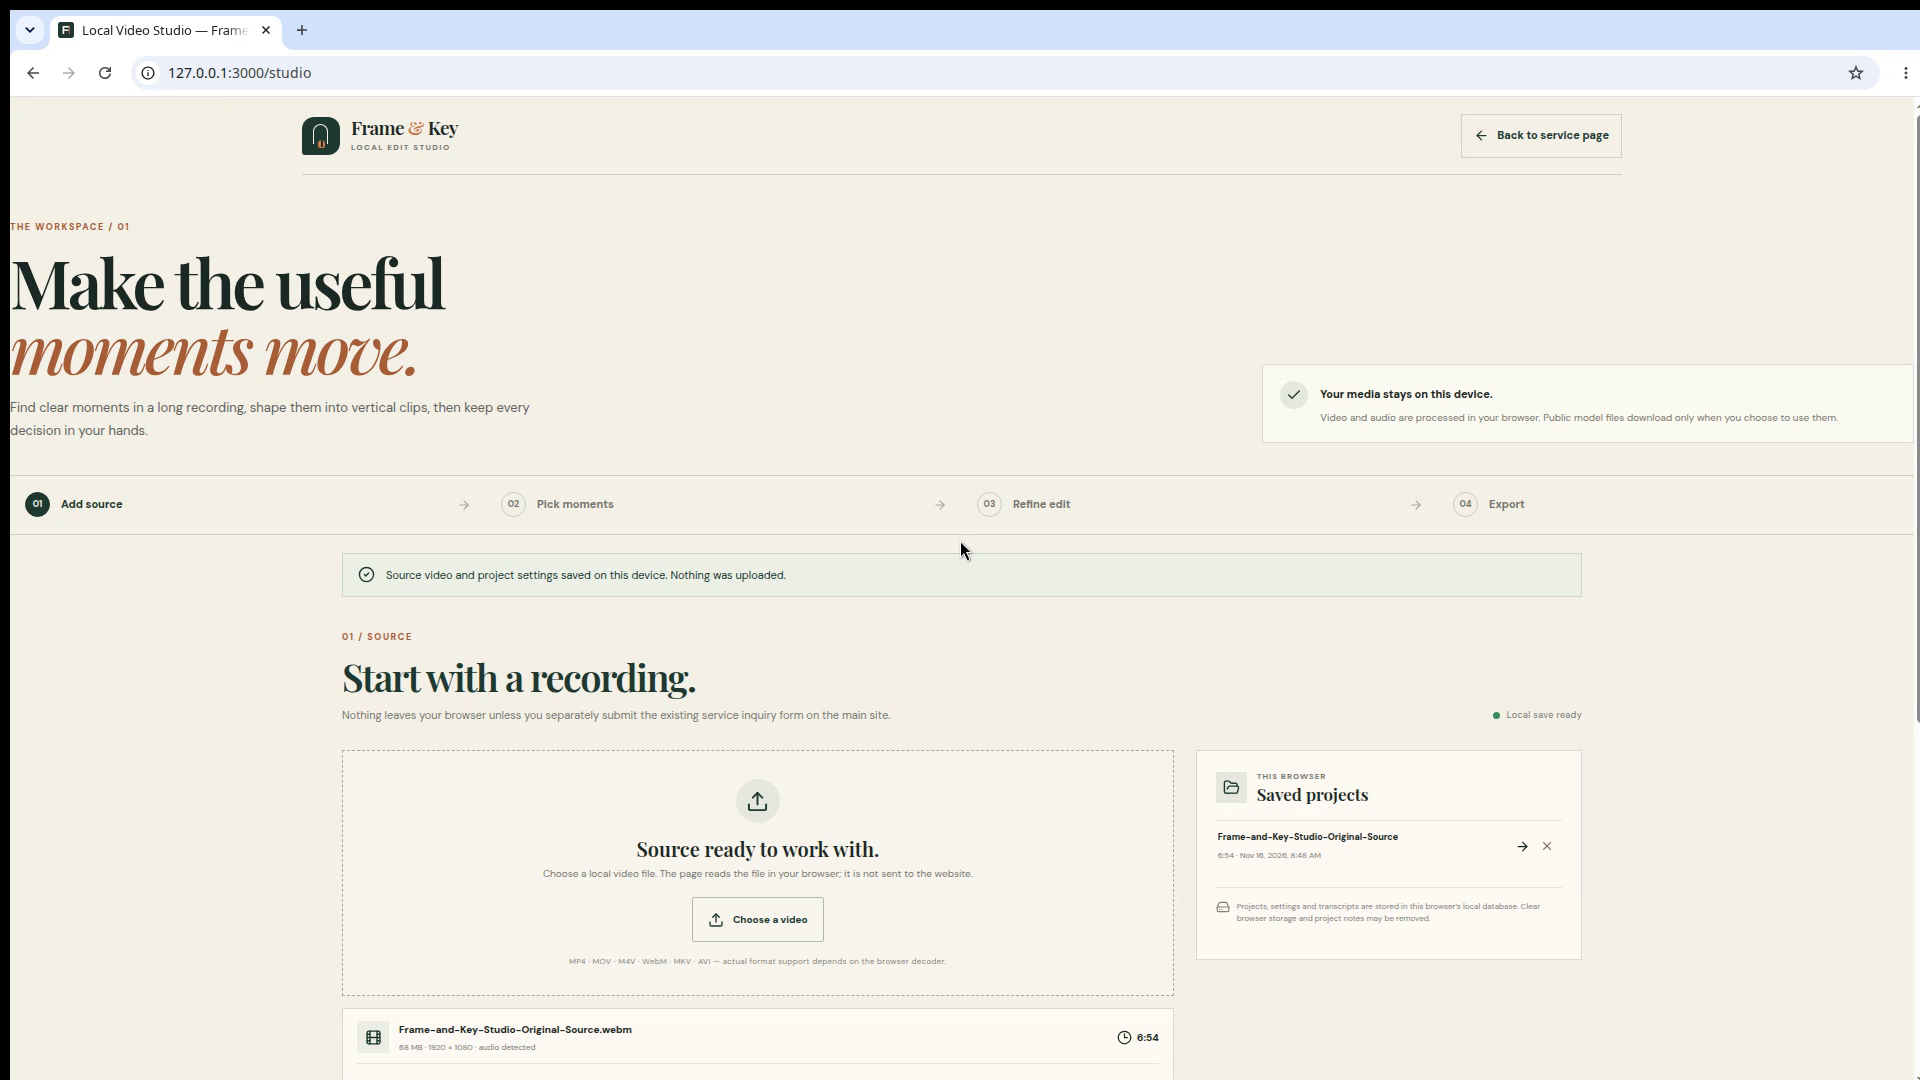 Local Video Studio — Frame
127.0.0.1:3000/studio
Frame & Key
LOCAL EDIT STUDIO
Back to service page
THE WORKSPACE / 01
Make the useful
moments move.
Find clear moments in a long recording, shape them into vertical clips, then keep every
decision in your hands.
Your media stays on this device.
Video and audio are processed in your browser. Public model files download only when you choose to use them.
01 Add source
02 Pick moments
03 Refine edit
04 Export
Source video and project settings saved on this device. Nothing was uploaded.
01 / SOURCE
Start with a recording.
Nothing leaves your browser unless you separately submit the existing service inquiry form on the main site.
Local save ready
Source ready to work with.
Choose a local video file. The page reads the file in your browser; it is not sent to the website.
Choose a video
MP4 · MOV · M4V · WebM · MKV · AVI — actual format support depends on the browser decoder.
THIS BROWSER
Saved projects
Frame-and-Key-Studio-Original-Source
6:54 · Nov 16, 2026, 8:48 AM
Projects, settings and transcripts are stored in this browser's local database. Clear
browser storage and project notes may be removed.
Frame-and-Key-Studio-Original-Source.webm
68 MB · 1920 × 1080 · audio detected
6:54